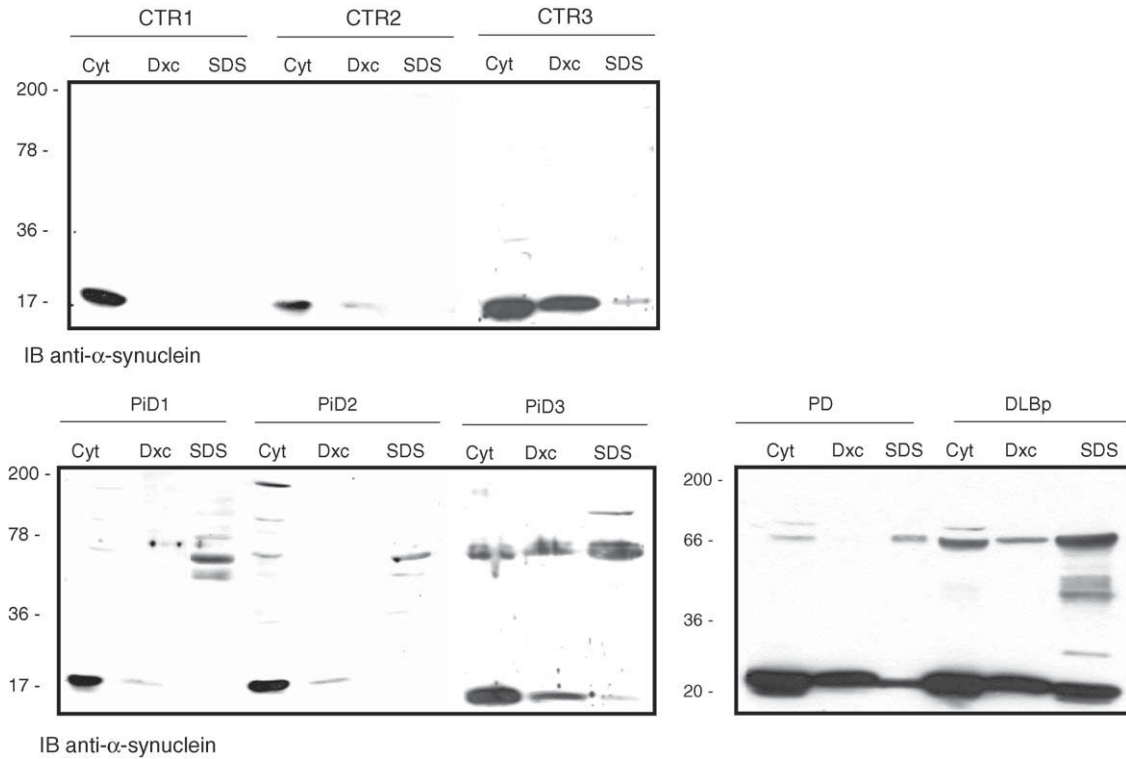 CTR1 CTR2 CTR3
Cyt Dxc SDS Cyt Dxc SDS Cyt Dxc SDS
200 -
78 -
36 -
17 -
IB anti-α-synuclein
PiD1 PiD2 PiD3
Cyt Dxc SDS Cyt Dxc SDS Cyt Dxc SDS
200 -
78 -
36 -
17 -
IB anti-α-synuclein
PD DLBp
Cyt Dxc SDS Cyt Dxc SDS
200 -
66 -
36 -
20 -